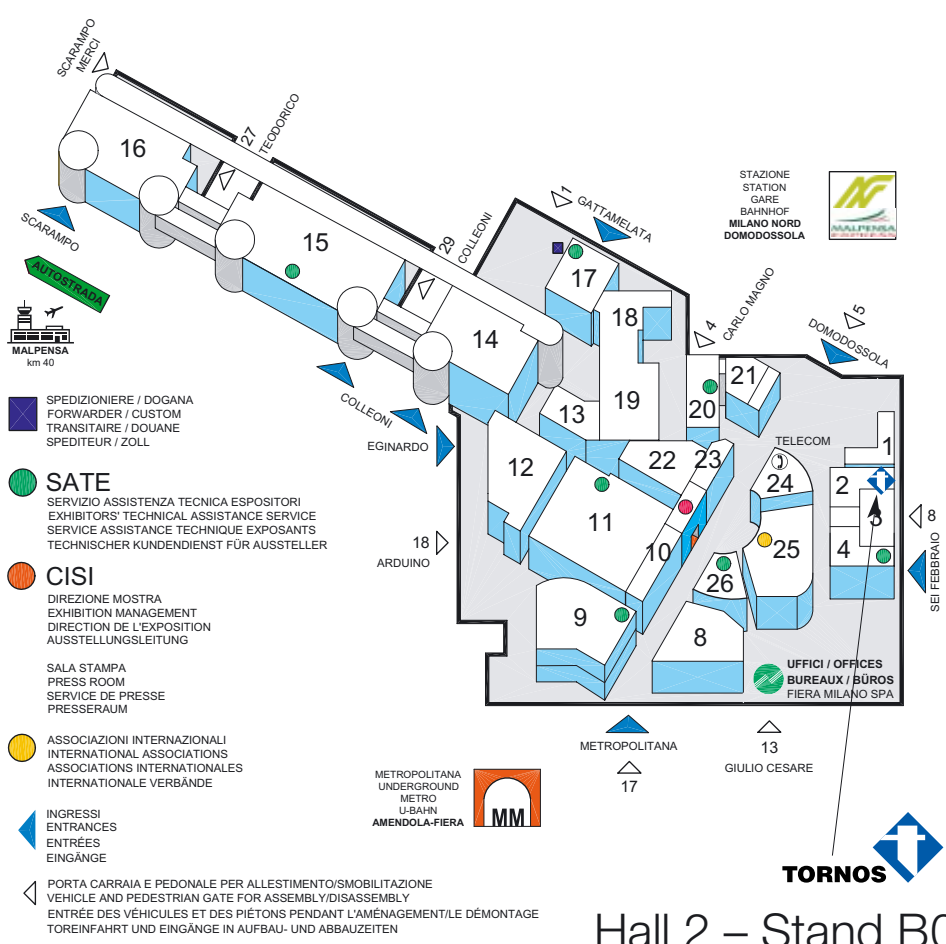 SCARAMPO
MERCI
27
TEODORICO
16
SCARAMPO
AUTOSTRADA
MALPENSA
km 40
15
29
COLLEONI
14
COLLEONI
EGINARDO
1
GATTAMELATA
17
18
19
STAZIONE
STATION
GARE
BAHNHOF
MILANO NORD
DOMODOSSOLA
MALPENSA
4
CARLO MAGNO
5
DOMODOSSOLA
20
21
13
12
22
23
TELECOM
24
1
2
3
4
8
SEI FEBBRAIO
11
10
25
26
18
ARDUINO
9
8
UFFICI / OFFICES
BUREAUX / BÜROS
FIERA MILANO SPA
METROPOLITANA
17
13
GIULIO CESARE
SPEDIZIONIERE / DOGANA
FORWARDER / CUSTOM
TRANSITAIRE / DOUANE
SPEDITEUR / ZOLL
SATE
SERVIZIO ASSISTENZA TECNICA ESPOSITORI
EXHIBITORS' TECHNICAL ASSISTANCE SERVICE
SERVICE ASSISTANCE TECHNIQUE EXPOSANTS
TECHNISCHER KUNDENDIENST FÜR AUSSTELLER
CISI
DIREZIONE MOSTRA
EXHIBITION MANAGEMENT
DIRECTION DE L'EXPOSITION
AUSSTELLUNGSLEITUNG
SALA STAMPA
PRESS ROOM
SERVICE DE PRESSE
PRESSERAUM
ASSOCIAZIONI INTERNAZIONALI
INTERNATIONAL ASSOCIATIONS
ASSOCIATIONS INTERNATIONALES
INTERNATIONALE VERBÄNDE
INGRESSI
ENTRANCES
ENTRÉES
EINGÄNGE
PORTA CARRAIA E PEDONALE PER ALLESTIMENTO/SMOBILITAZIONE
VEHICLE AND PEDESTRIAN GATE FOR ASSEMBLY/DISASSEMBLY
ENTRÉE DES VÉHICULES ET DES PIÉTONS PENDANT L'AMÉNAGEMENT/LE DÉMONTAGE
TOREINFAHRT UND EINGÄNGE IN AUFBAU- UND ABBAUZEITEN
METROPOLITANA
UNDERGROUND
METRO
U-BAHN
AMENDOLA-FIERA
MM
TORNOS t
Hall 2 – Stand B0